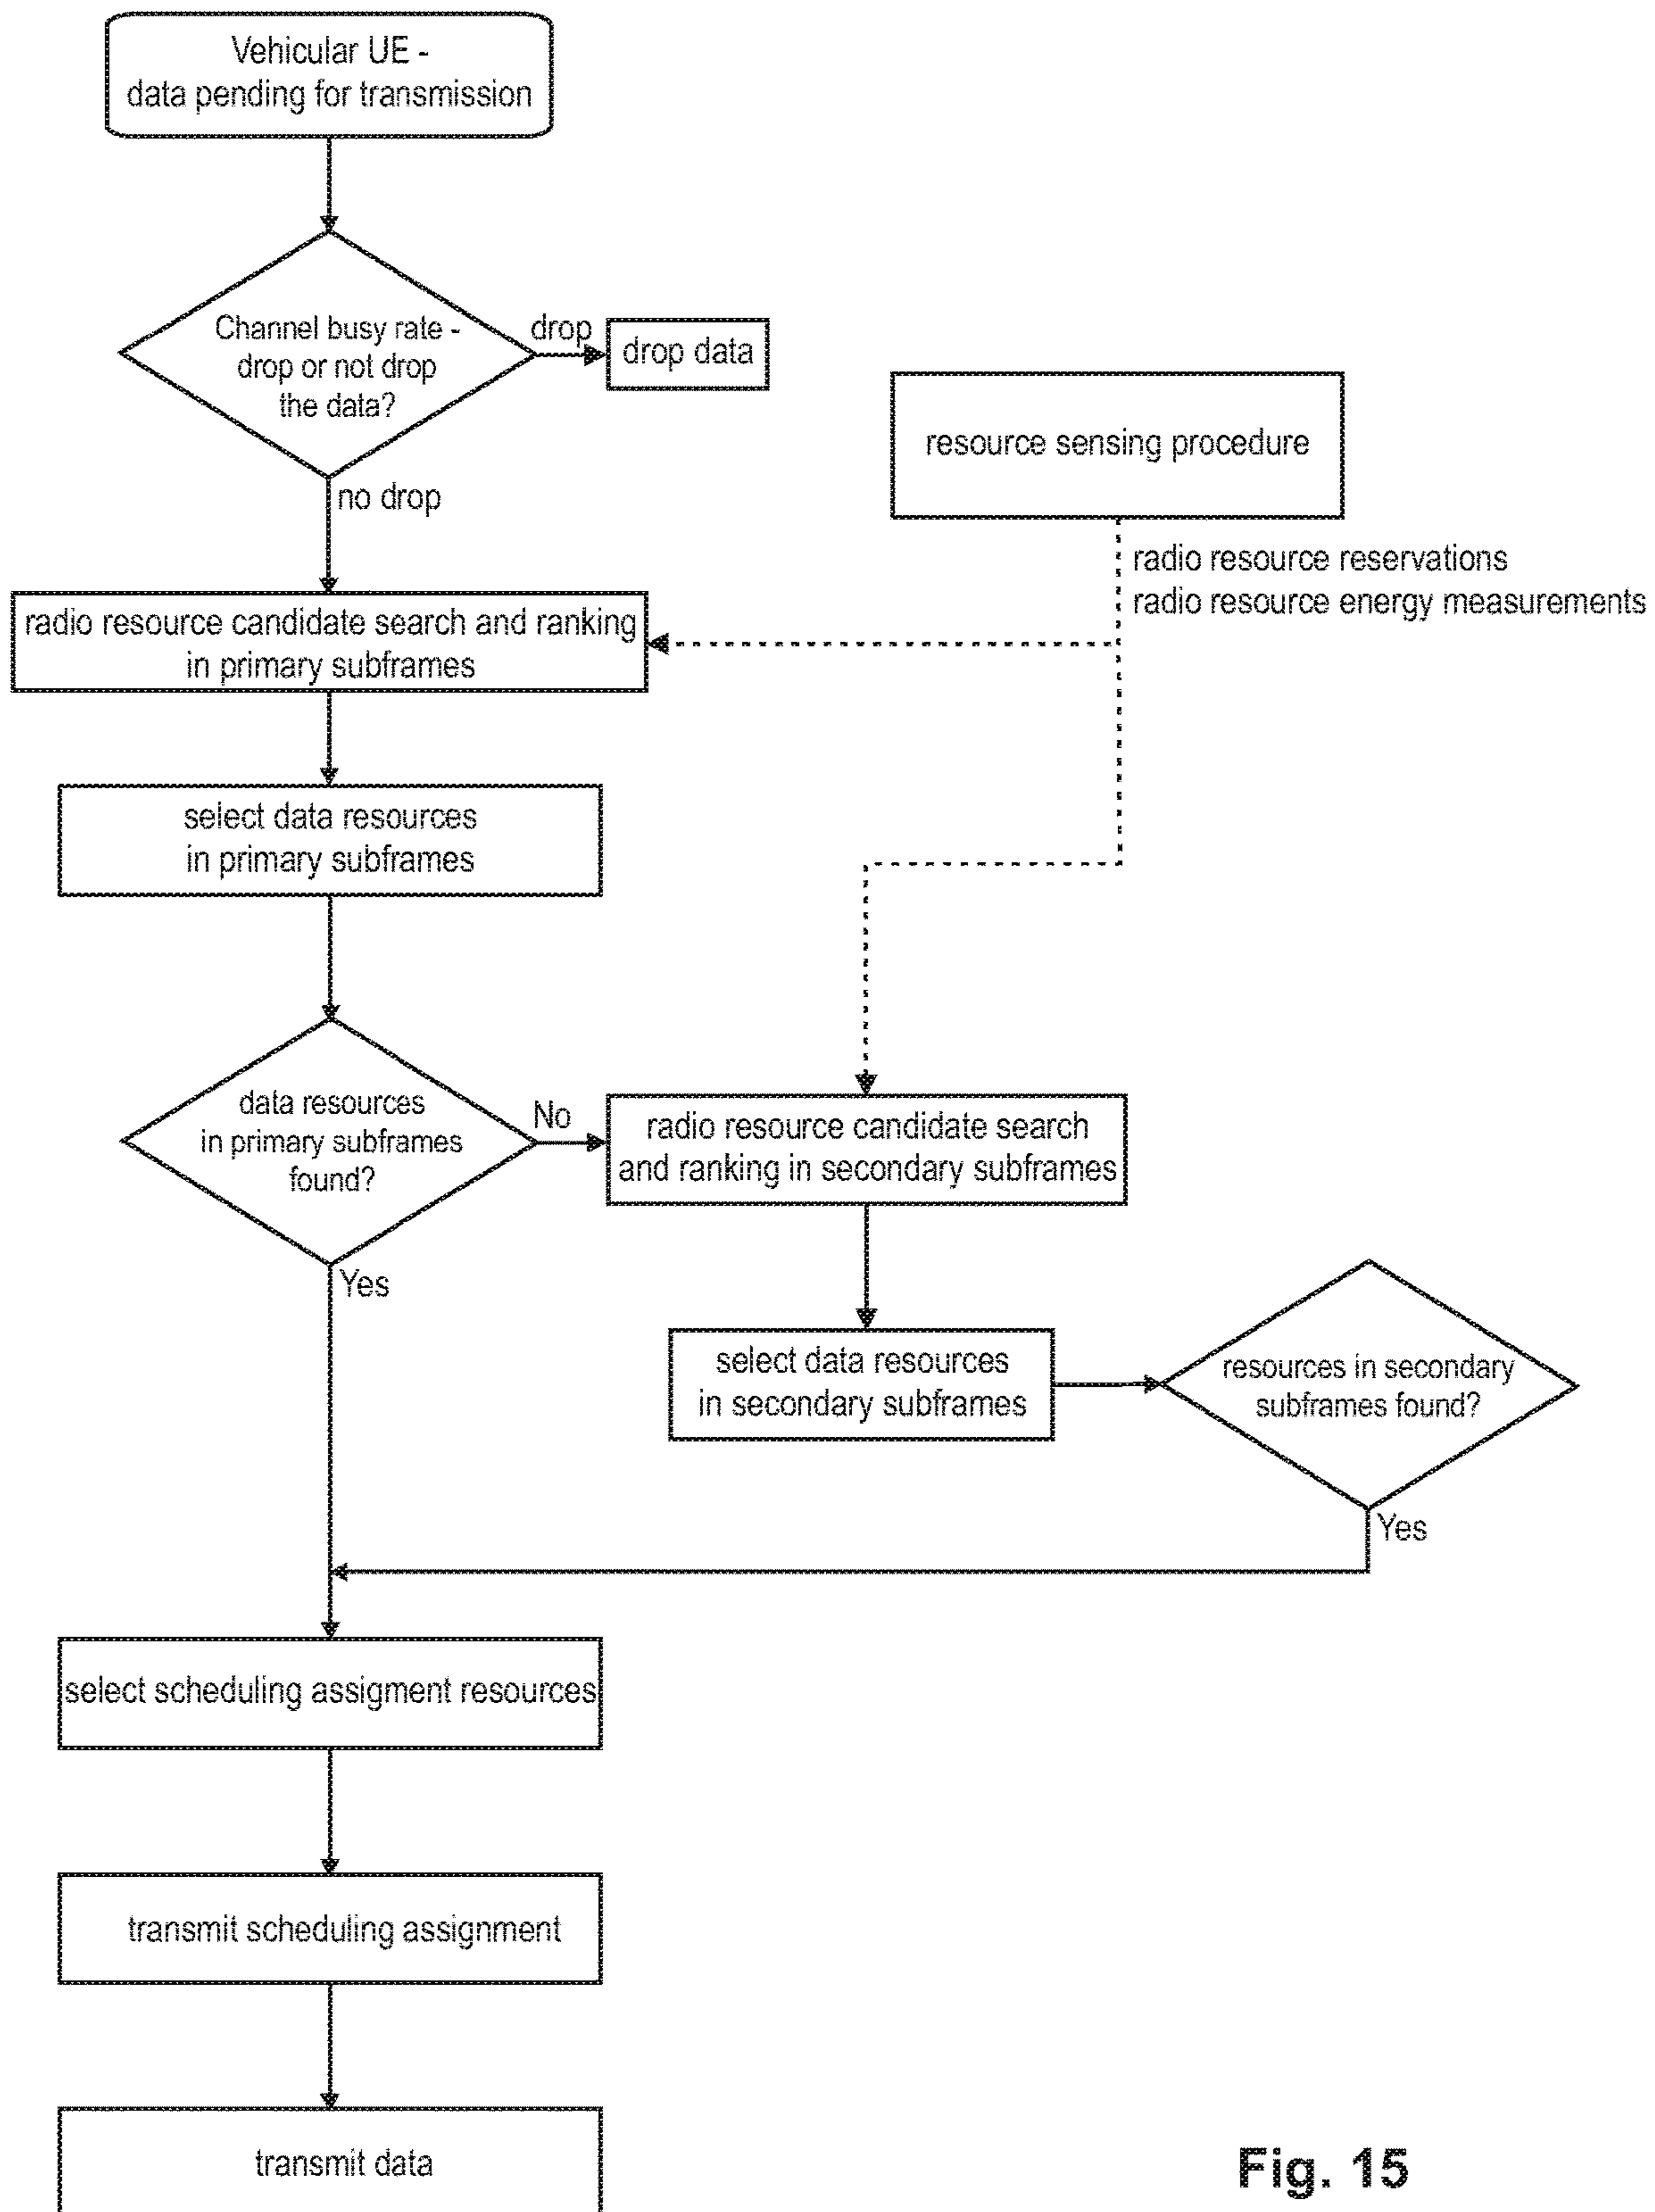 Vehicular UE -
data pending for transmission
Channel busy rate -
drop or not drop
the data?
drop
drop data
resource sensing procedure
no drop
radio resource reservations
radio resource energy measurements
radio resource candidate search and ranking
in primary subframes
select data resources
in primary subframes
data resources
in primary subframes
found?
No
radio resource candidate search
and ranking in secondary subframes
Yes
select data resources
in secondary subframes
resources in secondary
subframes found?
Yes
select scheduling assigment resources
transmit scheduling assignment
transmit data
Fig. 15